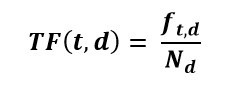 TF(t, d) = f_{t,d} / N_d